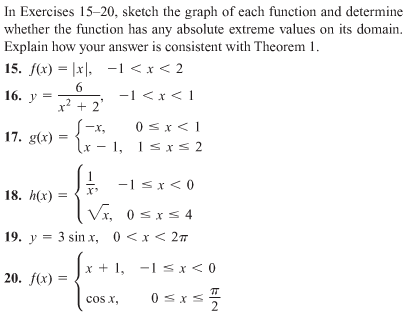 In Exercises 15–20, sketch the graph of each function and determine
whether the function has any absolute extreme values on its domain.
Explain how your answer is consistent with Theorem 1.
15. f(x) = |x|, −1 < x < 2
16. y = 6/(x² + 2), −1 < x < 1
17. g(x) = { −x, 0 ≤ x < 1
x − 1, 1 ≤ x ≤ 2
18. h(x) = { 1/x, −1 ≤ x < 0
√x, 0 ≤ x ≤ 4
19. y = 3 sin x, 0 < x < 2π
20. f(x) = { x + 1, −1 ≤ x < 0
cos x, 0 ≤ x ≤ π/2